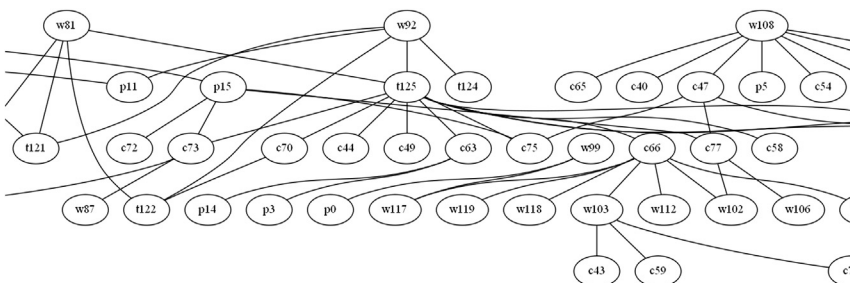 w81 w92 w108
p11 p15 t125 t124 c65 c40 c47 p5 c54
t121 c72 c73 c70 c44 c49 c63 c75 w99 c66 c77 c58
w87 t122 p14 p3 p0 w117 w119 w118 w103 w112 w102 w106
c43 c59